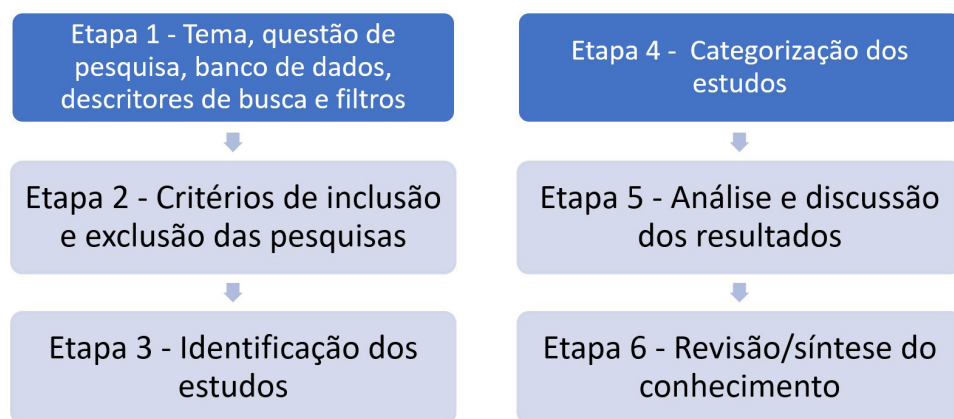 Etapa 1 - Tema, questão de
pesquisa, banco de dados,
descritores de busca e filtros
Etapa 2 - Critérios de inclusão
e exclusão das pesquisas
Etapa 3 - Identificação dos
estudos
Etapa 4 - Categorização dos
estudos
Etapa 5 - Análise e discussão
dos resultados
Etapa 6 - Revisão/síntese do
conhecimento